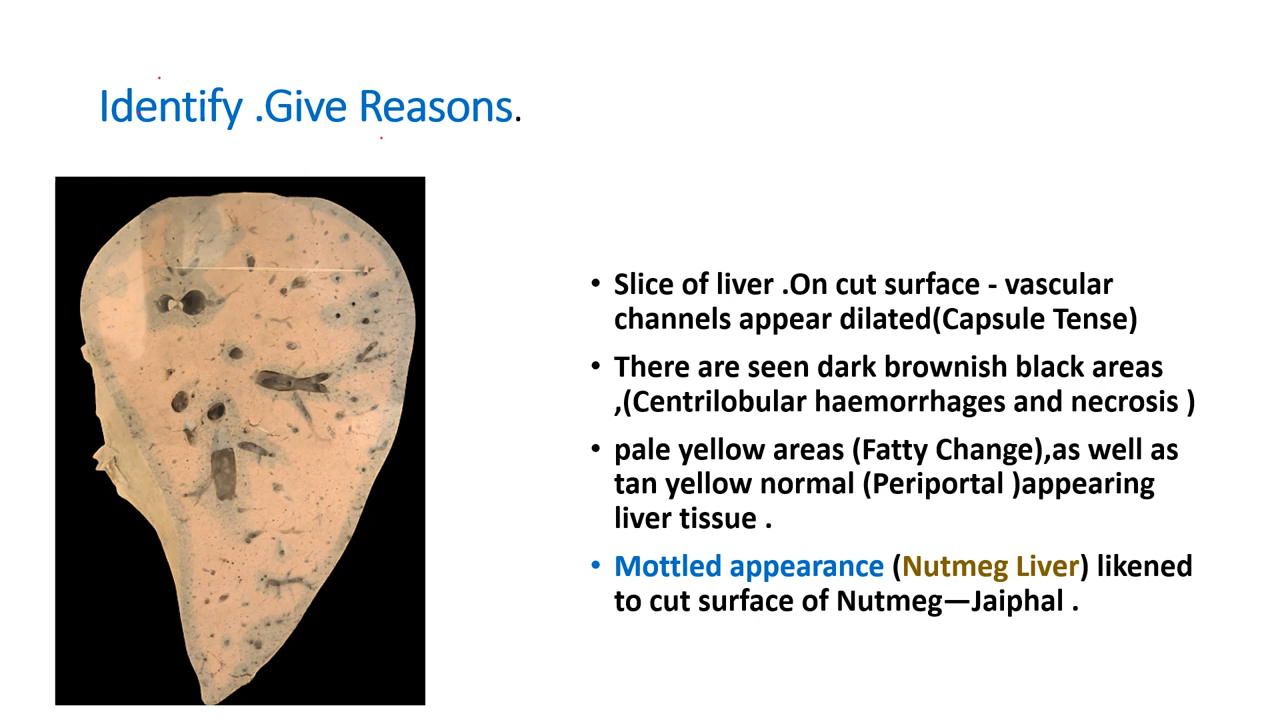 Identify .Give Reasons.
• Slice of liver .On cut surface - vascular
channels appear dilated(Capsule Tense)
• There are seen dark brownish black areas
,(Centrilobular haemorrhages and necrosis )
• pale yellow areas (Fatty Change),as well as
tan yellow normal (Periportal )appearing
liver tissue .
• Mottled appearance (Nutmeg Liver) likened
to cut surface of Nutmeg—Jaiphal .